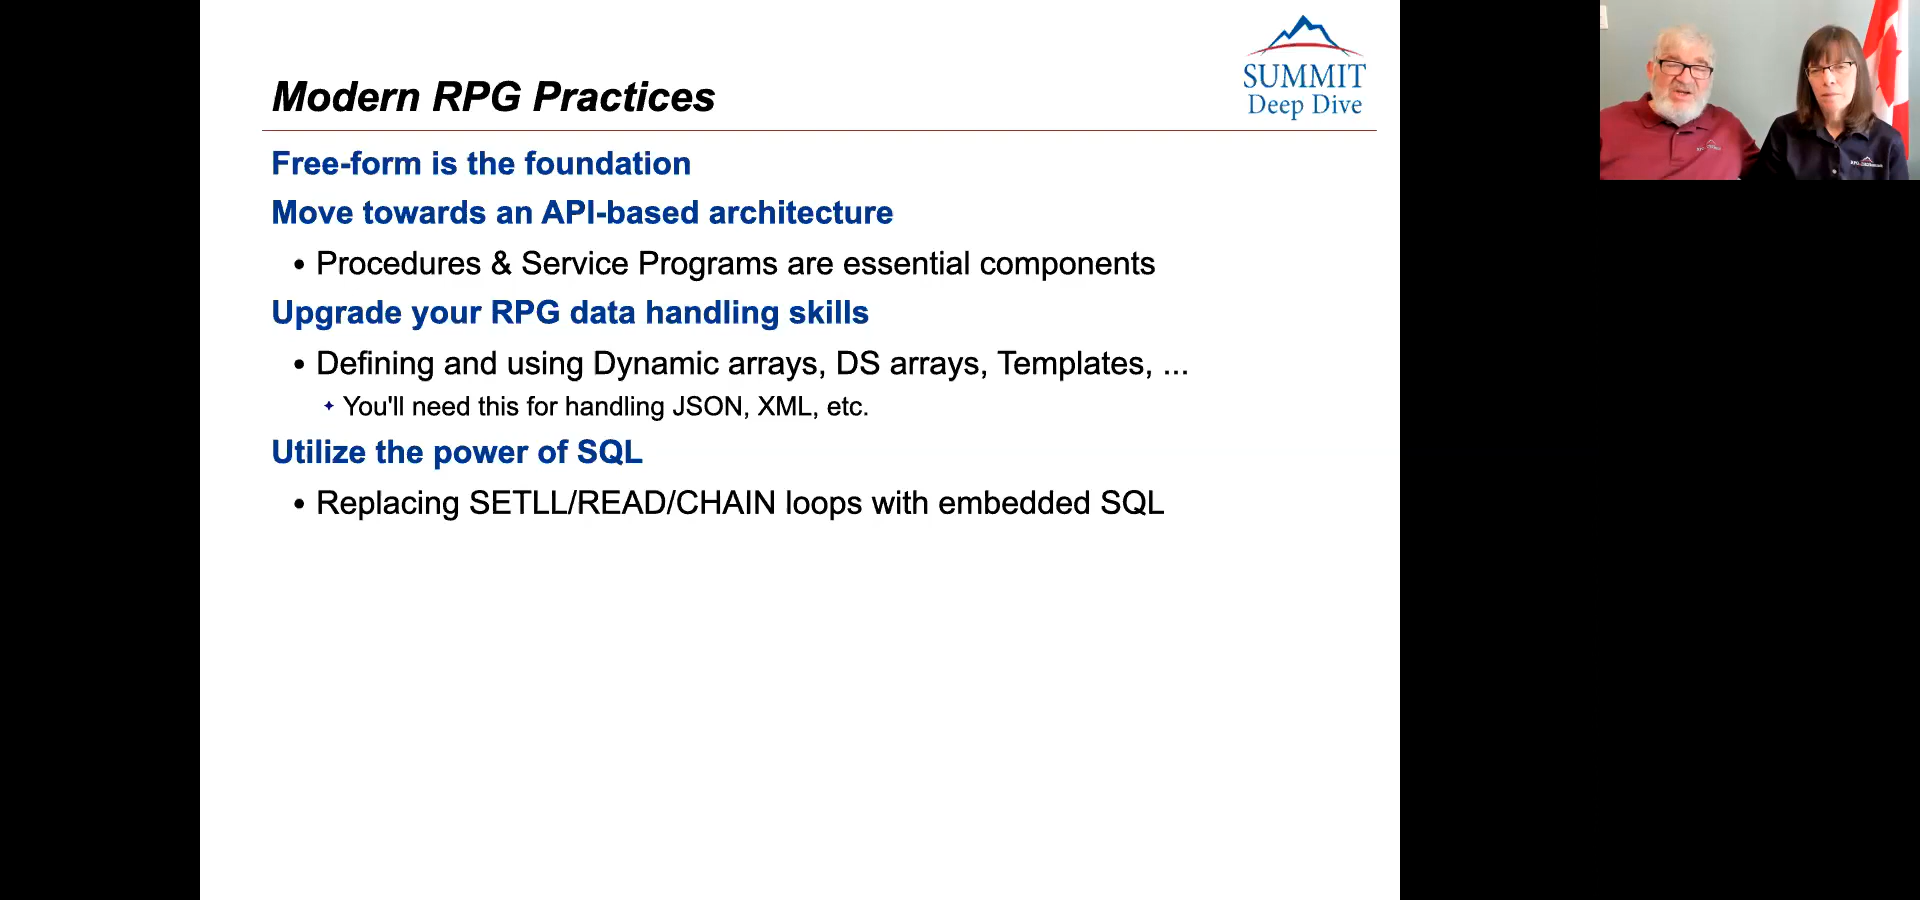 Modern RPG Practices
SUMMIT
Deep Dive
Free-form is the foundation
Move towards an API-based architecture
• Procedures & Service Programs are essential components
Upgrade your RPG data handling skills
• Defining and using Dynamic arrays, DS arrays, Templates, ...
✦ You'll need this for handling JSON, XML, etc.
Utilize the power of SQL
• Replacing SETLL/READ/CHAIN loops with embedded SQL